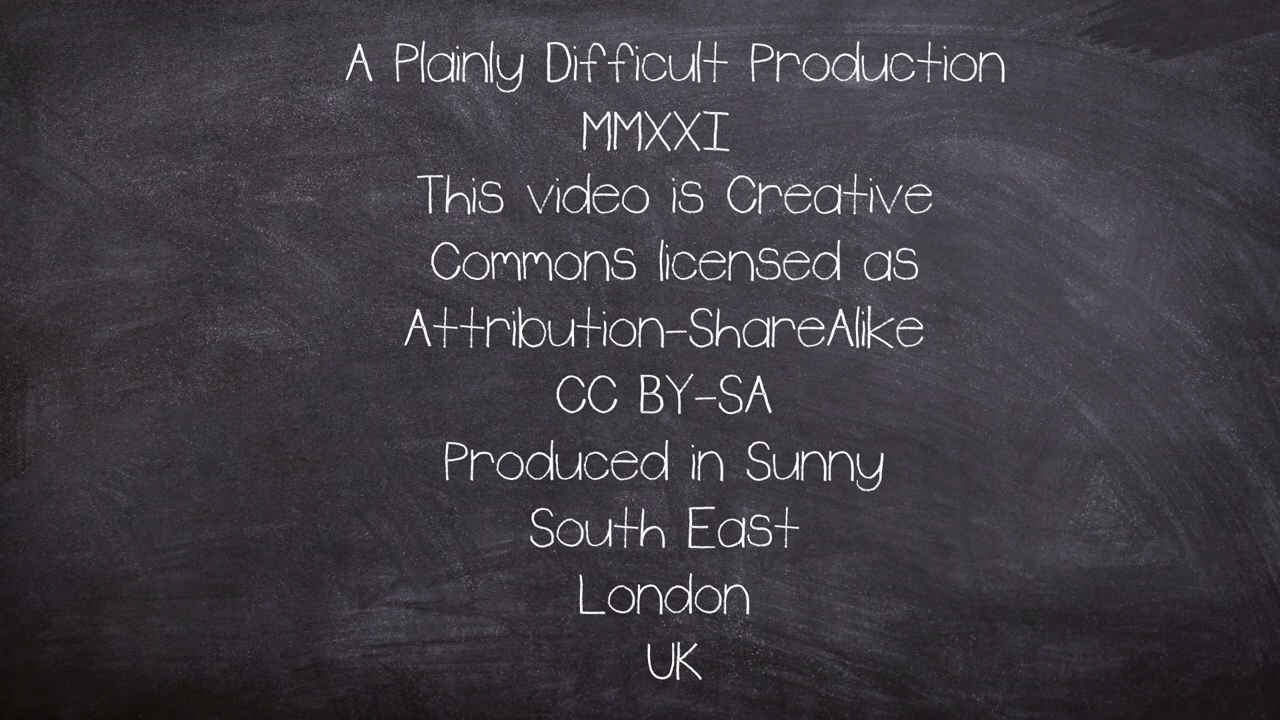 A Plainly Difficult Production
MMXXI
This video is Creative
Commons licensed as
Attribution-ShareAlike
CC BY-SA
Produced in Sunny
South East
London
UK